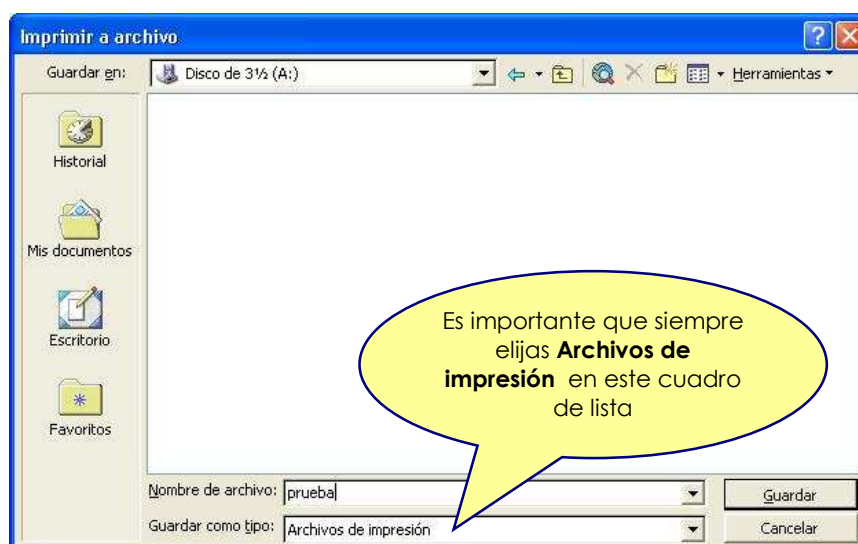 Imprimir a archivo
Guardar en: Disco de 3½ (A:) Herramientas
Historial
Mis documentos
Escritorio
Favoritos
Es importante que siempre
elijas Archivos de
impresión en este cuadro
de lista
Nombre de archivo: prueba Guardar
Guardar como tipo: Archivos de impresión Cancelar